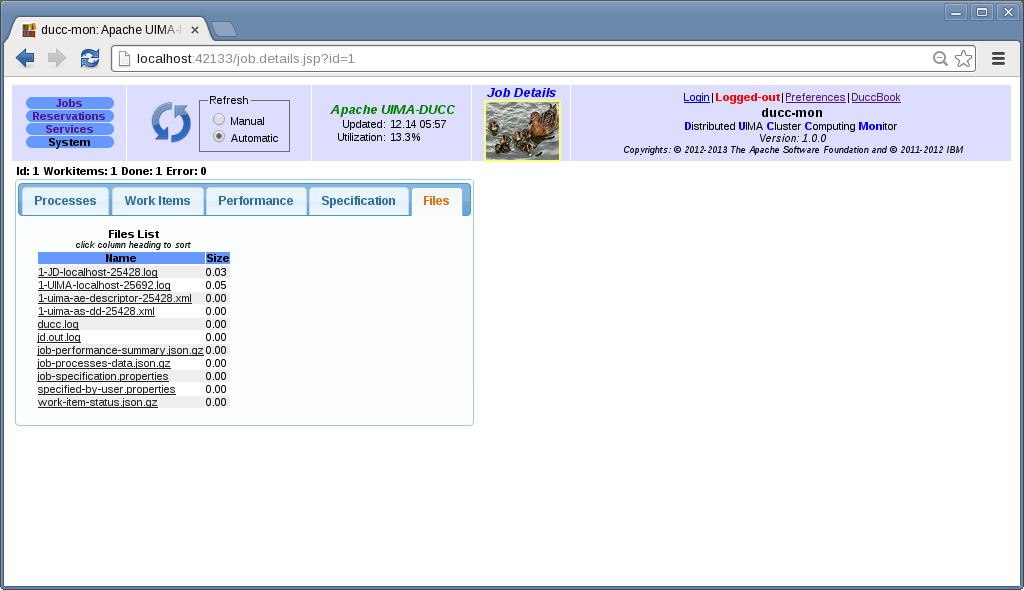 ducc-mon: Apache UIMA-
localhost:42133/job.details.jsp?id=1
Jobs
Reservations
Services
System
Refresh
Manual
Automatic
Apache UIMA-DUCC
Updated: 12.14 05:57
Utilization: 13.3%
Job Details
Login|Logged-out|Preferences|DuccBook
ducc-mon
Distributed UIMA Cluster Computing Monitor
Version: 1.0.0
Copyrights: © 2012-2013 The Apache Software Foundation and © 2011-2012 IBM
Id: 1 Workitems: 1 Done: 1 Error: 0
Processes Work Items Performance Specification Files
Files List
click column heading to sort
Name Size
1-JD-localhost-25428.log 0.03
1-UIMA-localhost-25692.log 0.05
1-uima-ae-descriptor-25428.xml 0.00
1-uima-as-dd-25428.xml 0.00
ducc.log 0.00
jd.out.log 0.00
job-performance-summary.json.gz 0.00
job-processes-data.json.gz 0.00
job-specification.properties 0.00
specified-by-user.properties 0.00
work-item-status.json.gz 0.00